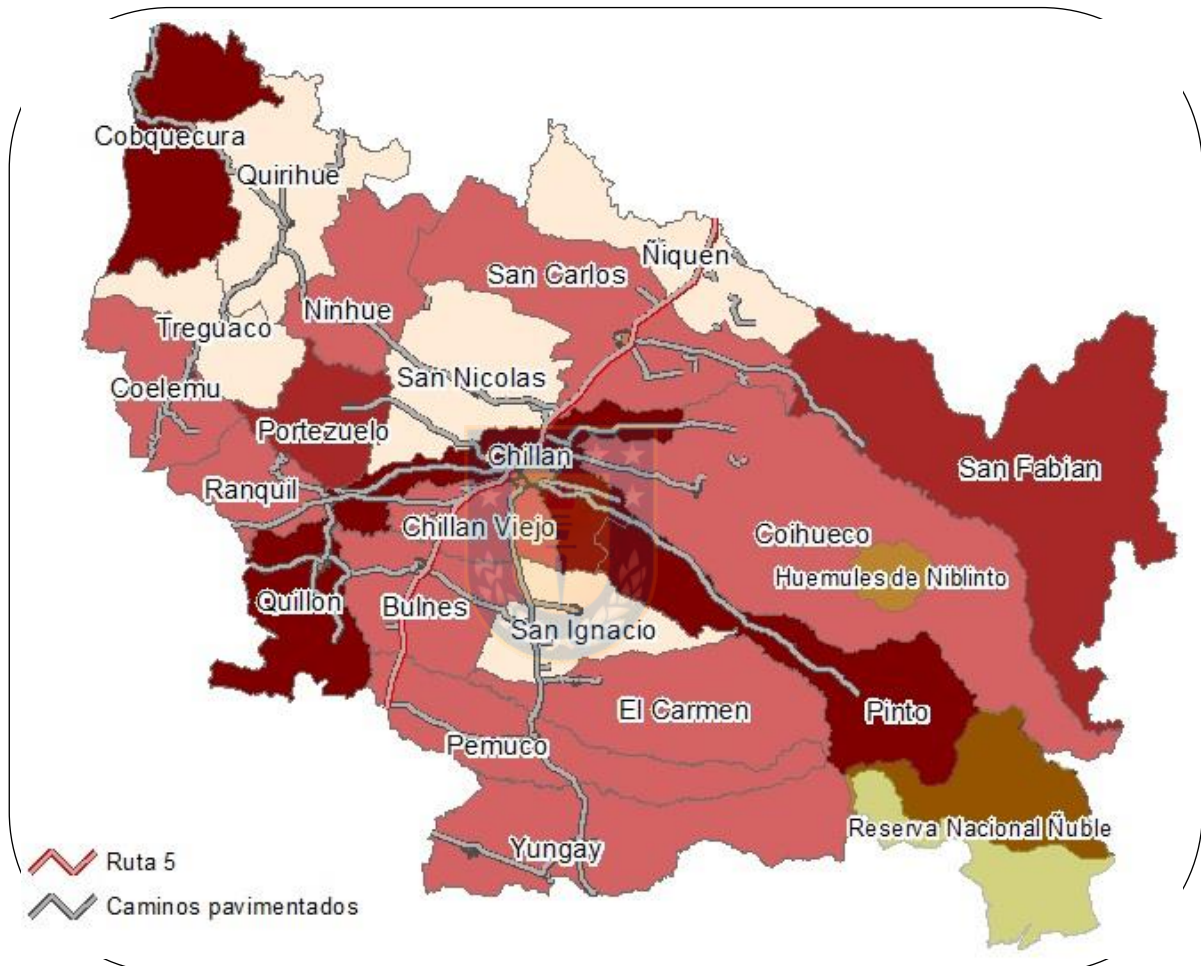 Cobquecura
Quirihue
Ñiquen
San Carlos
Ninhue
Treguaco
San Nicolas
Coelemu
Portezuelo
Chillan
San Fabian
Ranquil
Chillan Viejo
Coihueco
Huemules de Niblinto
Quillon
Bulnes
San Ignacio
El Carmen
Pinto
Pemuco
Reserva Nacional Ñuble
Yungay
Ruta 5
Caminos pavimentados